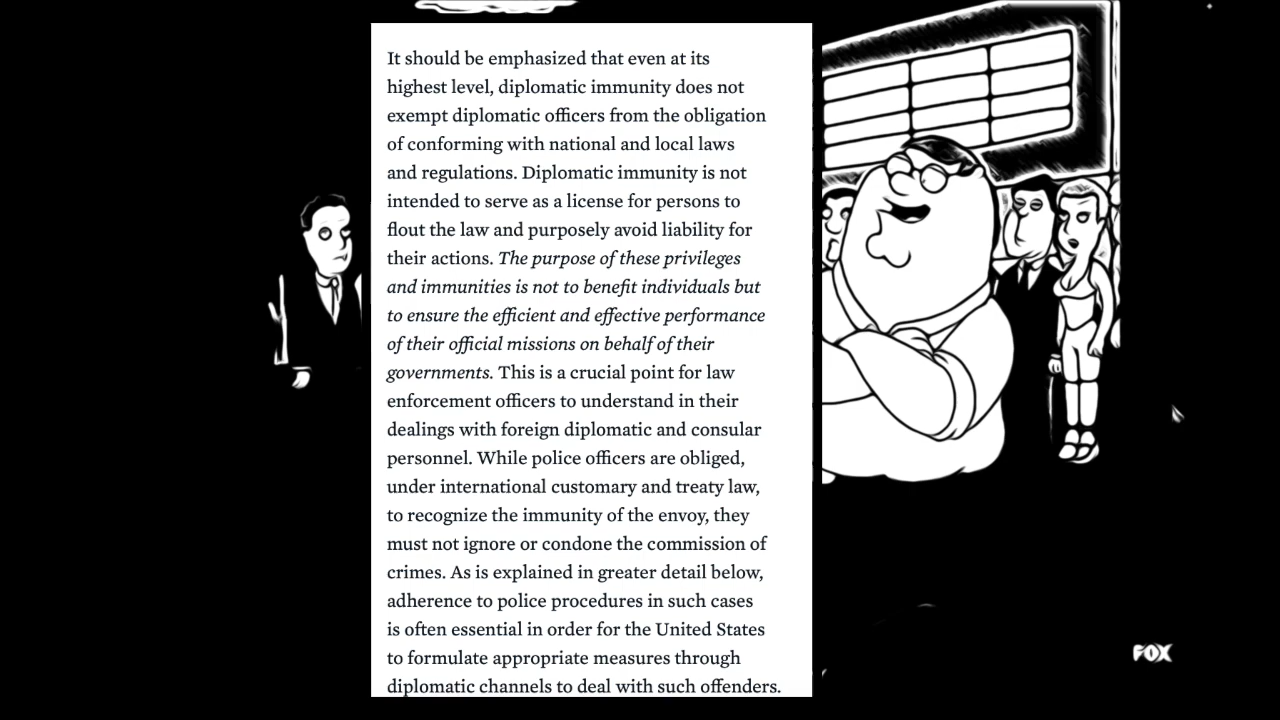 It should be emphasized that even at its
highest level, diplomatic immunity does not
exempt diplomatic officers from the obligation
of conforming with national and local laws
and regulations. Diplomatic immunity is not
intended to serve as a license for persons to
flout the law and purposely avoid liability for
their actions. The purpose of these privileges
and immunities is not to benefit individuals but
to ensure the efficient and effective performance
of their official missions on behalf of their
governments. This is a crucial point for law
enforcement officers to understand in their
dealings with foreign diplomatic and consular
personnel. While police officers are obliged,
under international customary and treaty law,
to recognize the immunity of the envoy, they
must not ignore or condone the commission of
crimes. As is explained in greater detail below,
adherence to police procedures in such cases
is often essential in order for the United States
to formulate appropriate measures through
diplomatic channels to deal with such offenders.
FOX